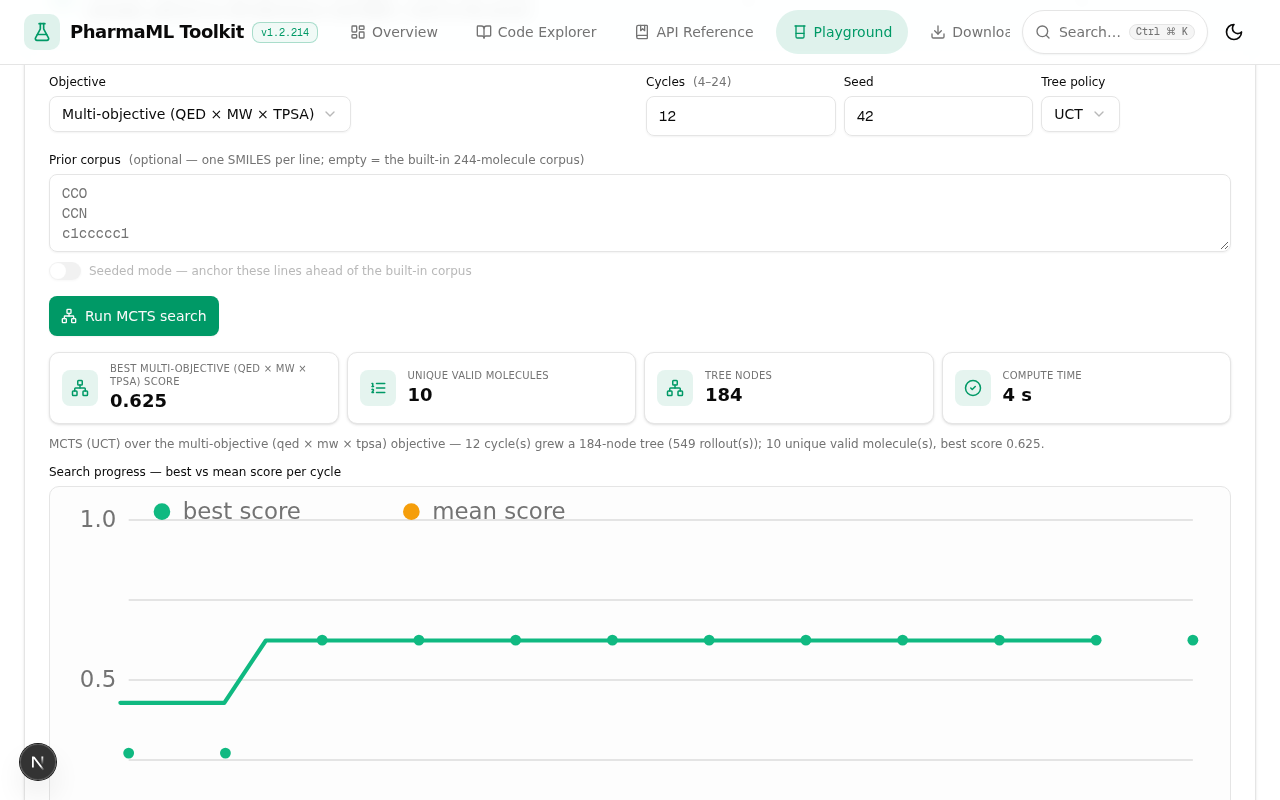 PharmaML Toolkit v1.2.214 Overview Code Explorer API Reference Playground Downloa Search... Ctrl ⌘ K
Objective Cycles (4–24) Seed Tree policy
Multi-objective (QED × MW × TPSA) 12 42 UCT
Prior corpus (optional — one SMILES per line; empty = the built-in 244-molecule corpus)
CCO
CCN
c1ccccc1
Seeded mode — anchor these lines ahead of the built-in corpus
Run MCTS search
BEST MULTI-OBJECTIVE (QED × MW × TPSA) SCORE
0.625
UNIQUE VALID MOLECULES
10
TREE NODES
184
COMPUTE TIME
4 s
MCTS (UCT) over the multi-objective (qed × mw × tpsa) objective — 12 cycle(s) grew a 184-node tree (549 rollout(s)); 10 unique valid molecule(s), best score 0.625.
Search progress — best vs mean score per cycle
best score mean score
1.0
0.5
N